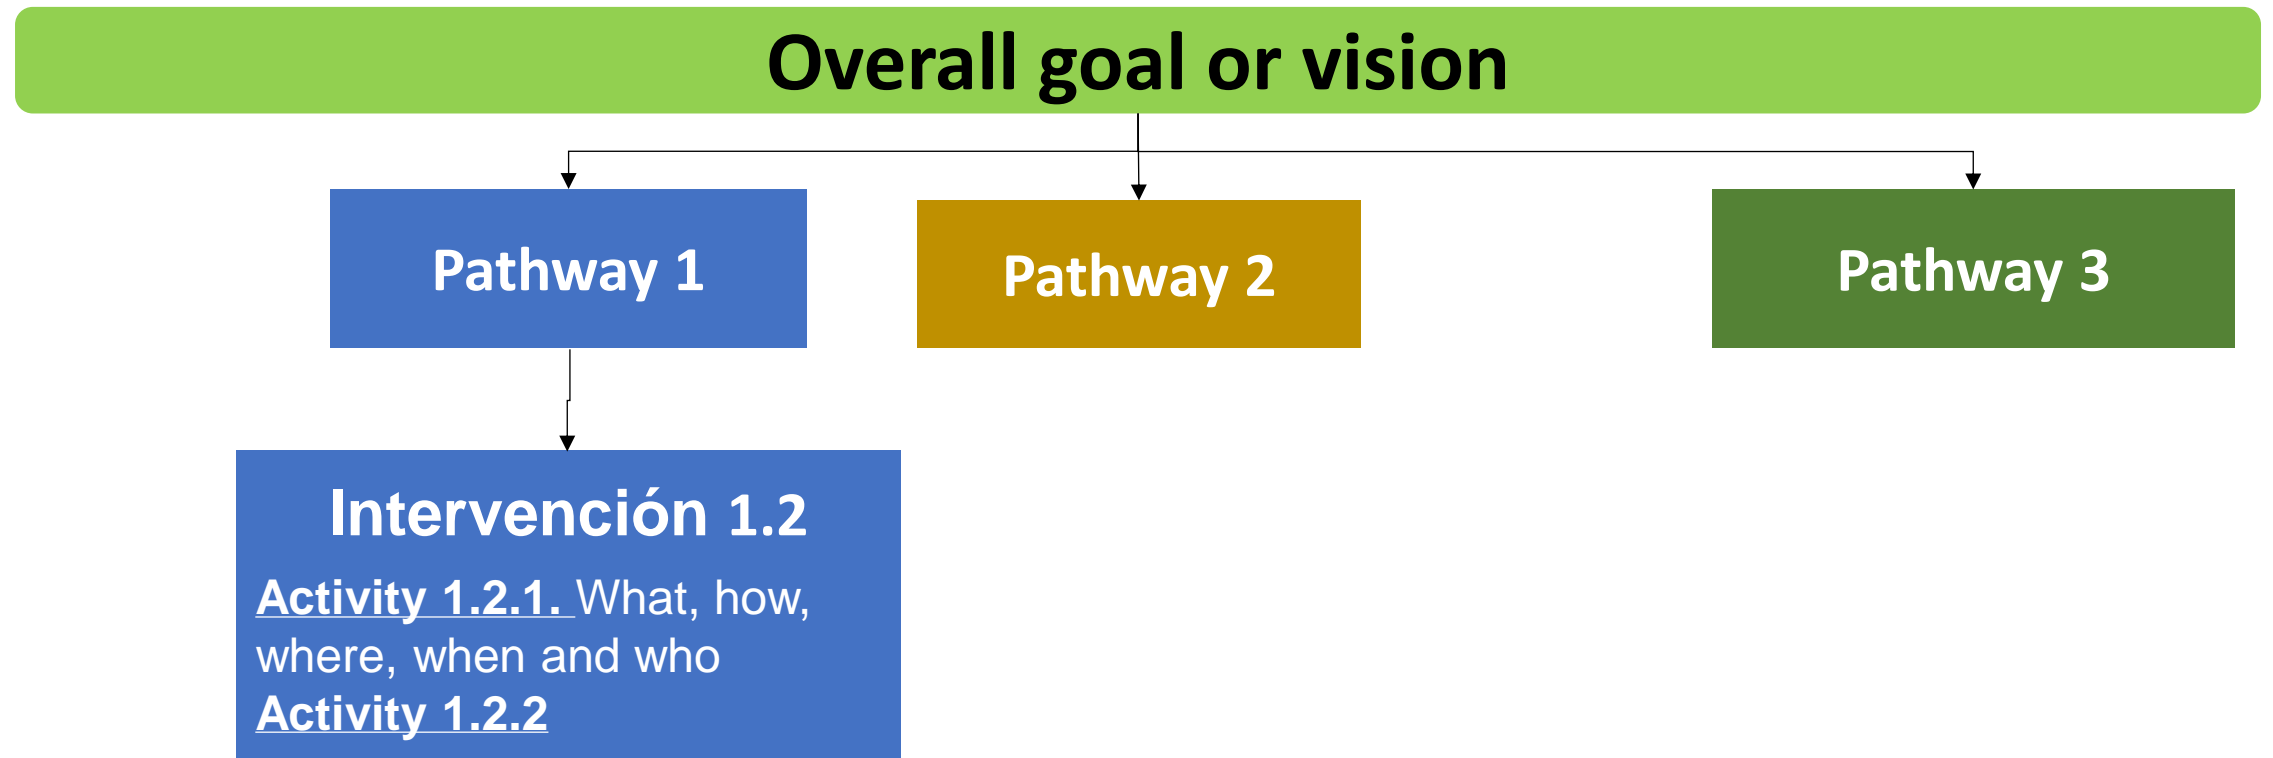 Overall goal or vision
Pathway 1
Pathway 2
Pathway 3
Intervención 1.2
Activity 1.2.1. What, how,
where, when and who
Activity 1.2.2